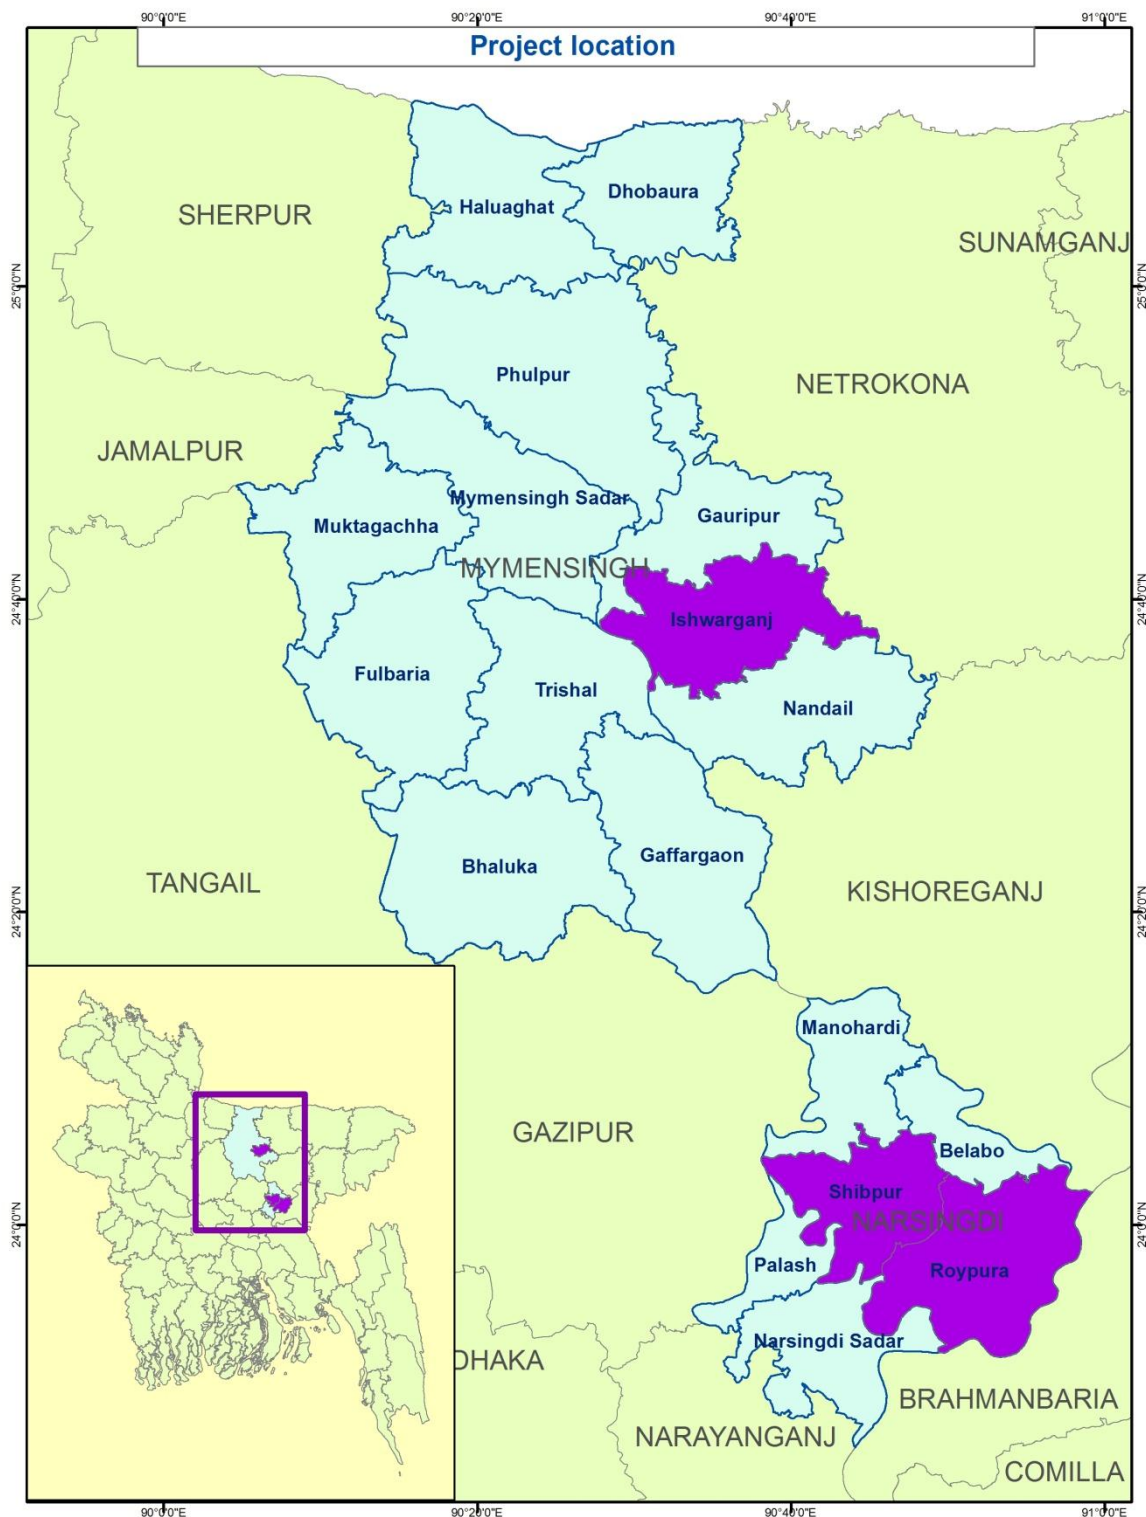 90°0'0"E
90°20'0"E
90°40'0"E
91°0'0"E
Project location
Dhobaura
Haluaghat
SHERPUR
SUNAMGANJ
25°0'0"N
25°0'0"N
Phulpur
NETROKONA
JAMALPUR
Mymensingh Sadar
Gauripur
Muktagachha
MYMENSINGH
24°40'0"N
24°40'0"N
Ishwarganj
Fulbaria
Trishal
Nandail
Gaffargaon
Bhaluka
TANGAIL
KISHOREGANJ
24°20'0"N
24°20'0"N
Manohardi
GAZIPUR
Belabo
Shibpur
NARSINGDI
24°0'0"N
24°0'0"N
Palash
Roypura
Narsingdi Sadar
DHAKA
BRAHMANBARIA
NARAYANGANJ
COMILLA
90°0'0"E
90°20'0"E
90°40'0"E
91°0'0"E